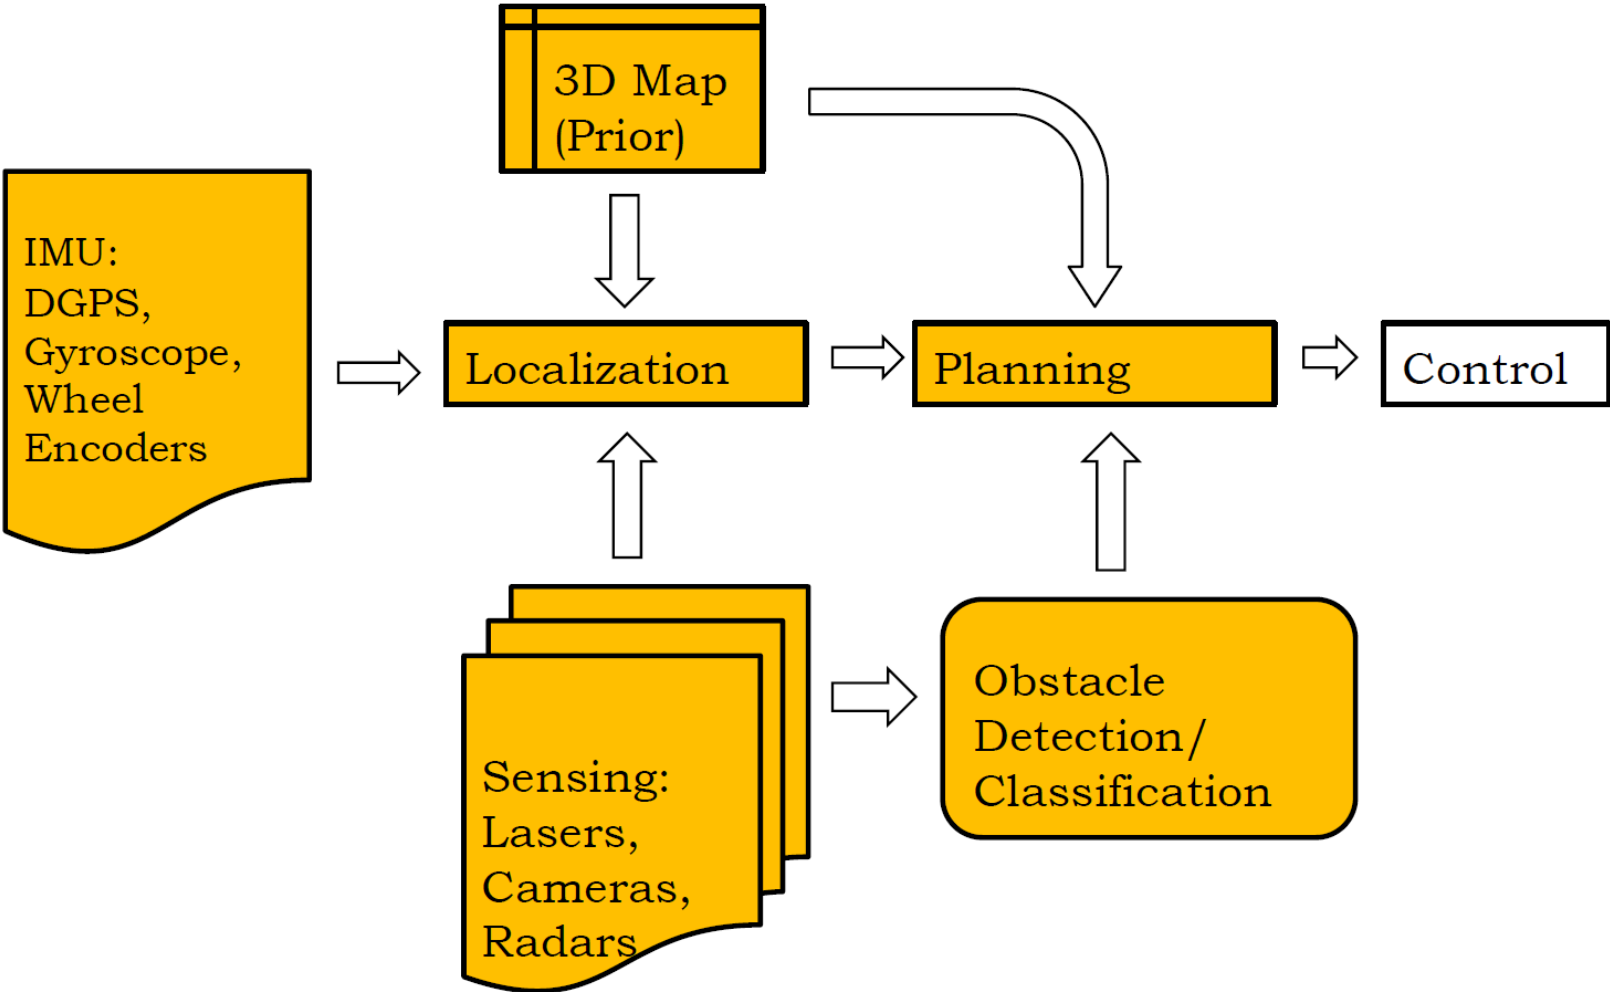 3D Map
(Prior)
IMU:
DGPS,
Gyroscope,
Wheel
Encoders
Localization
Planning
Control
Sensing:
Lasers,
Cameras,
Radars
Obstacle
Detection/
Classification